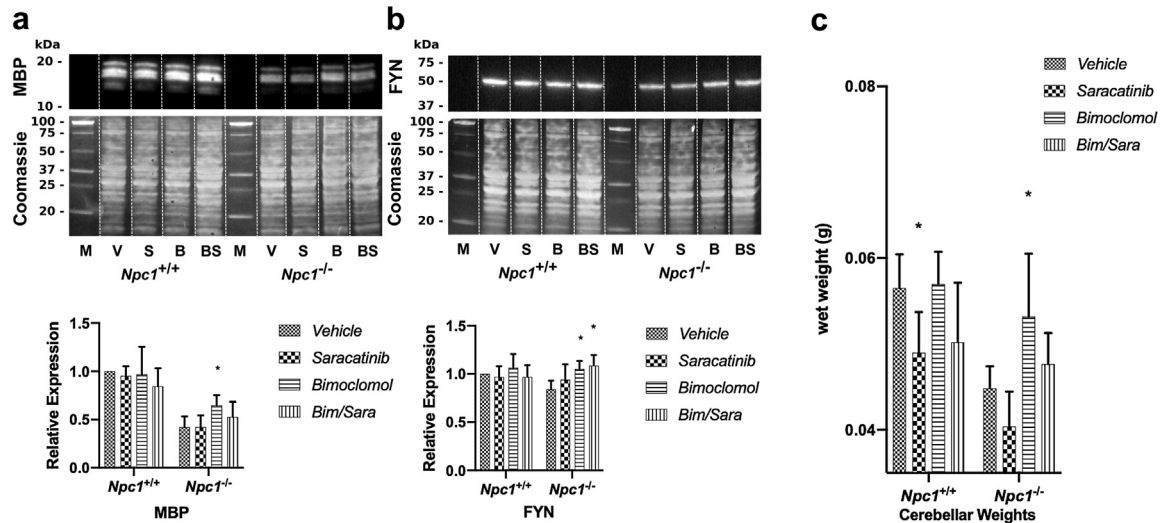 a
kDa
MBP
20 -
10 -
Coomassie
100 -
75 -
50 -
37 -
25 -
20 -
M V S B BS M V S B BS
Npc1+/+ Npc1-/-
1.5
1.0
0.5
0.0
Relative Expression
*
Npc1+/+ Npc1-/-
MBP
Vehicle
Saracatinib
Bimoclomol
Bim/Sara
b
kDa
FYN
75 -
50 -
37 -
Coomassie
100 -
75 -
50 -
37 -
25 -
20 -
M V S B BS M V S B BS
Npc1+/+ Npc1-/-
1.5
1.0
0.5
0.0
Relative Expression
* *
Npc1+/+ Npc1-/-
FYN
Vehicle
Saracatinib
Bimoclomol
Bim/Sara
c
Vehicle
Saracatinib
Bimoclomol
Bim/Sara
0.08
0.06
0.04
wet weight (g)
* *
Npc1+/+ Npc1-/-
Cerebellar Weights